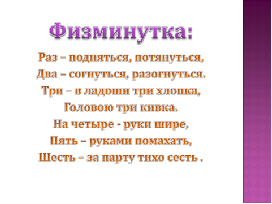 Физминутка:
Раз – подняться, потянуться,
Два – согнуться, разогнуться.
Три – в ладоши три хлопка,
Головою три кивка.
На четыре - руки шире,
Пять – руками помахать,
Шесть – за парту тихо сесть .